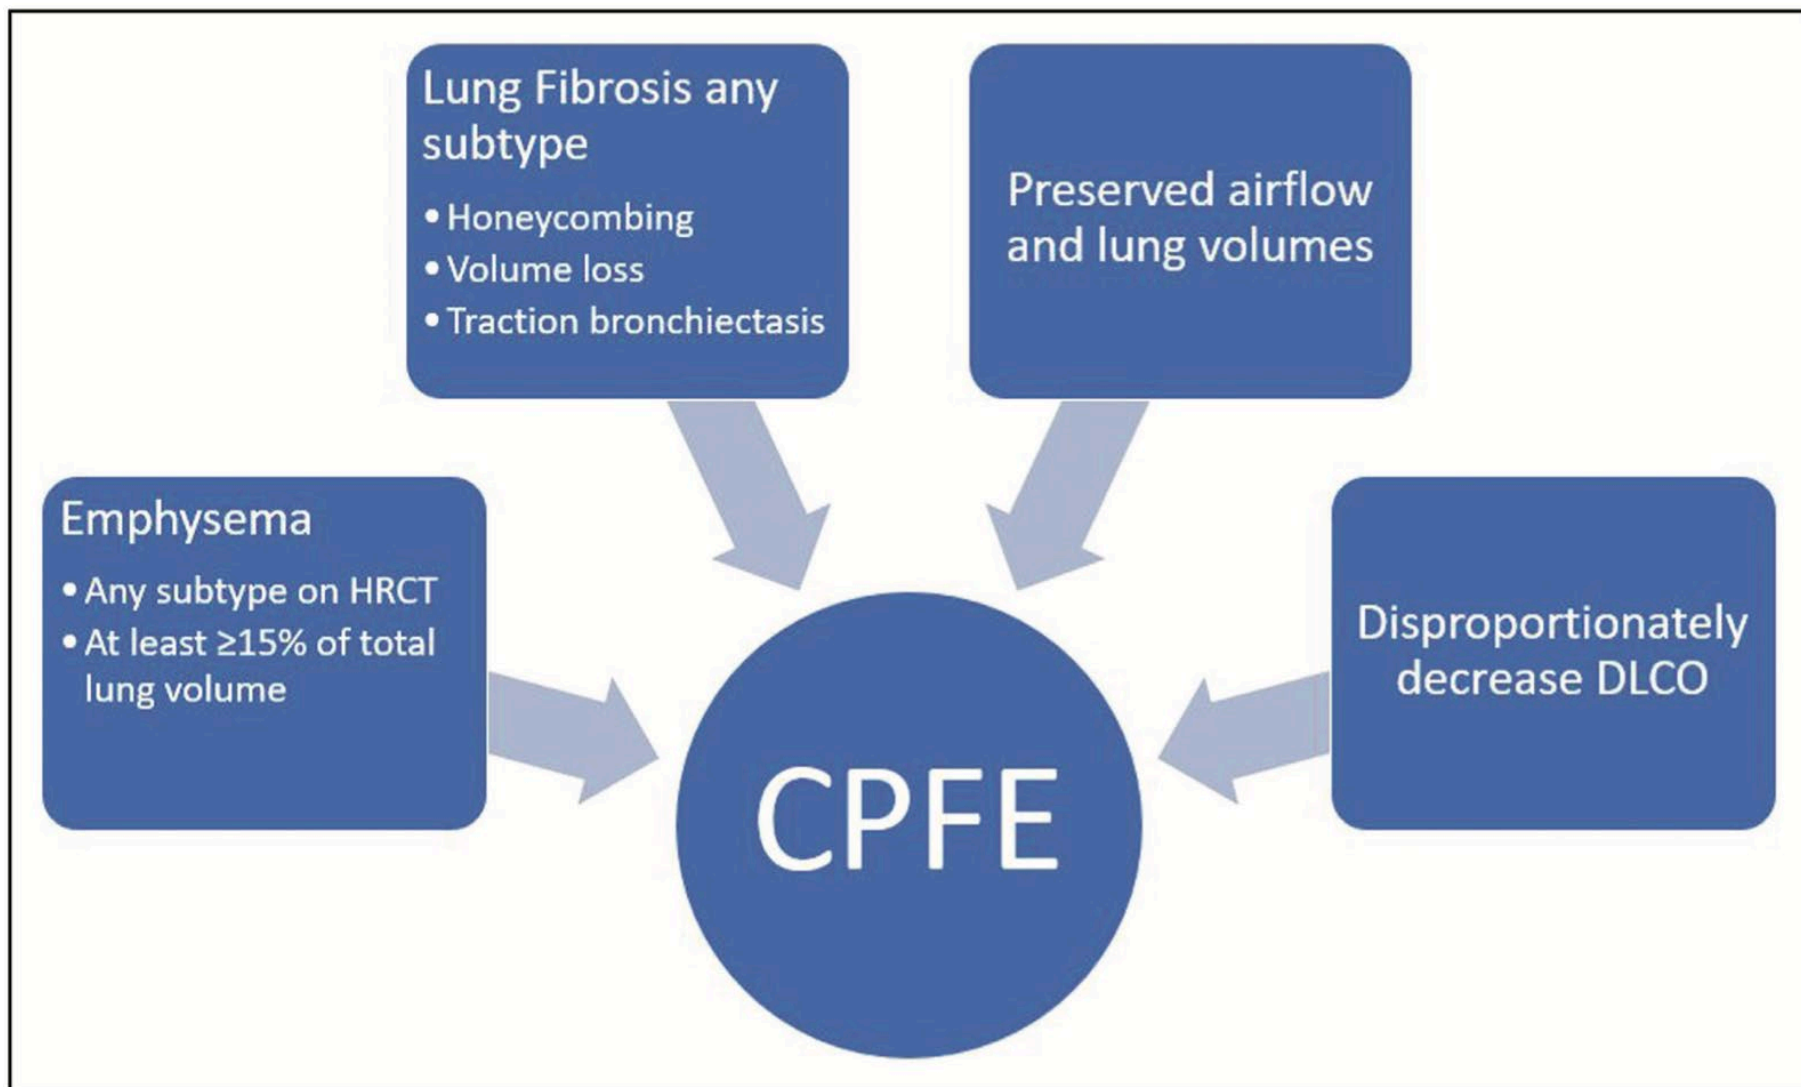 Lung Fibrosis any
subtype
• Honeycombing
• Volume loss
• Traction bronchiectasis
Preserved airflow
and lung volumes
Emphysema
• Any subtype on HRCT
• At least ≥15% of total
lung volume
Disproportionately
decrease DLCO
CPFE